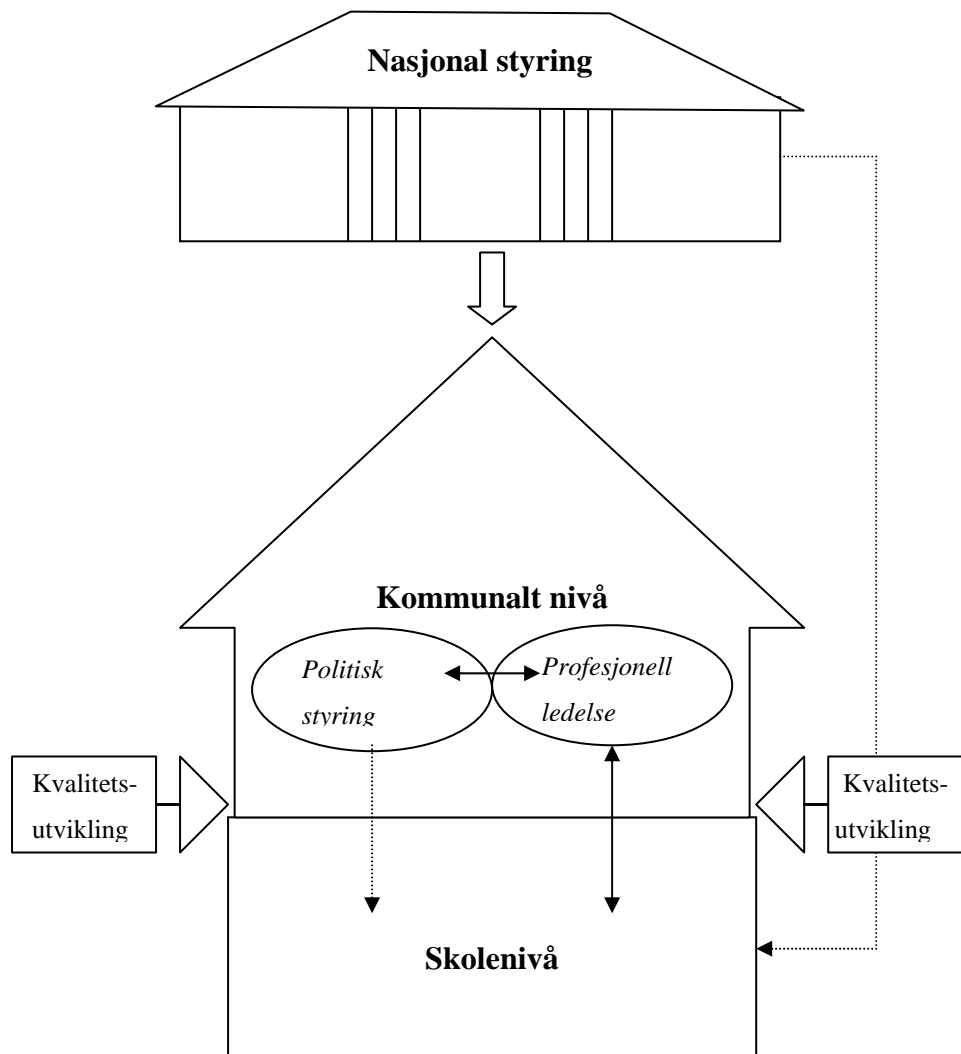 Nasjonal styring
Kommunalt nivå
Politisk
styring
Profesjonell
ledelse
Kvalitets-
utvikling
Kvalitets-
utvikling
Skolenivå